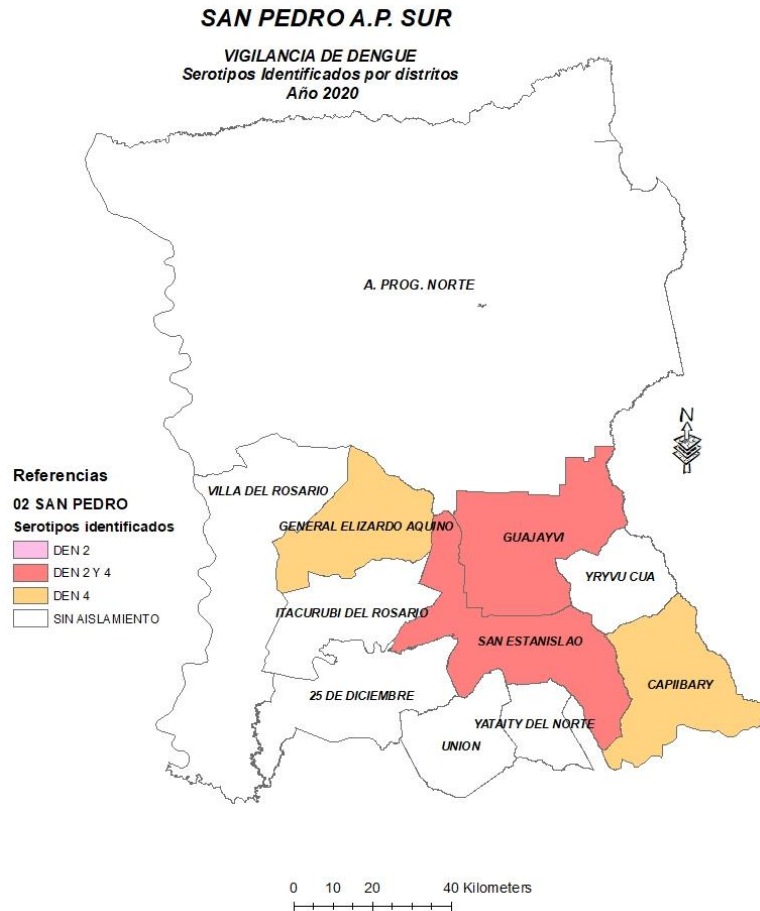 SAN PEDRO A.P. SUR
VIGILANCIA DE DENGUE
Serotipos Identificados por distritos
Año 2020
A. PROG. NORTE
N
VILLA DEL ROSARIO
GENERAL ELIZARDO AQUINO
GUAJAYVI
YRYVU CUA
ITACURUBI DEL ROSARIO
SAN ESTANISLAO
CAPIIBARY
25 DE DICIEMBRE
YATAITY DEL NORTE
UNION
Referencias
02 SAN PEDRO
Serotipos identificados
DEN 2
DEN 2 Y 4
DEN 4
SIN AISLAMIENTO
0 10 20 40 Kilometers